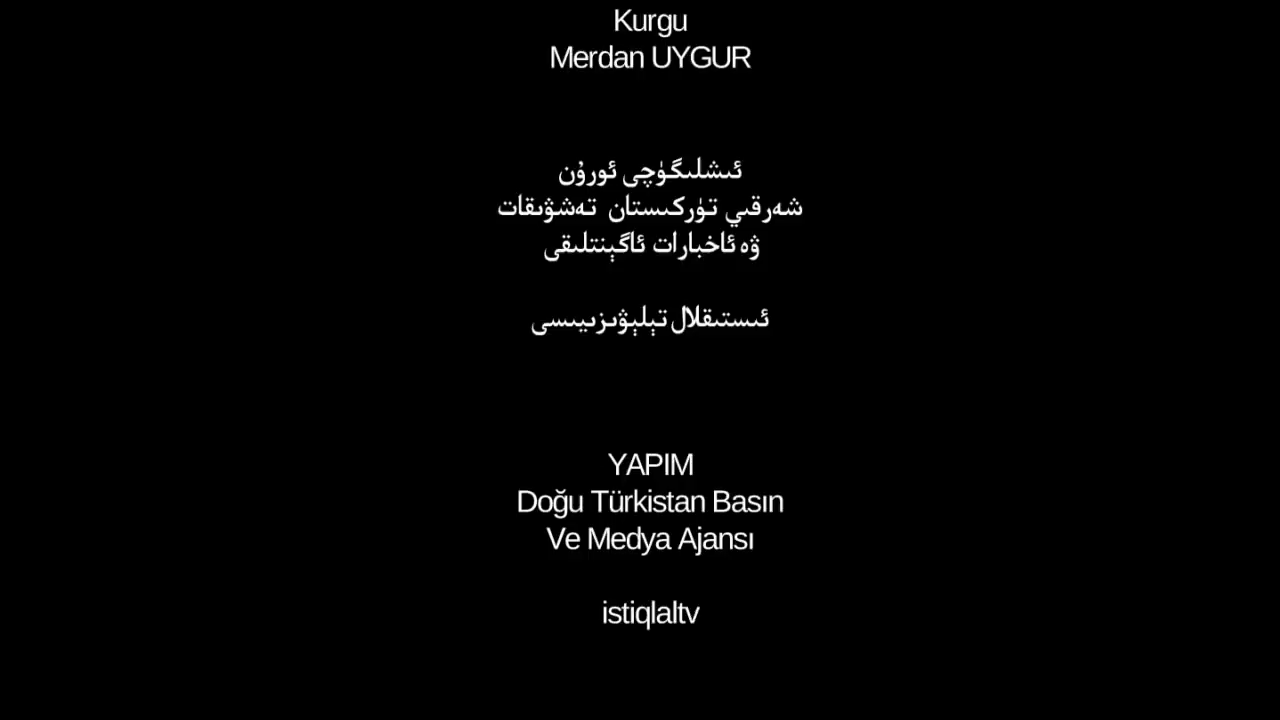 Kurgu
Merdan UYGUR
ئىشلىگۈچى ئورۇن
شەرقىي تۈركىستان تەشۋىقات
ۋە ئاخبارات ئاگېنتلىقى
ئىستىقلال تېلېۋىزىيىسى
YAPIM
Doğu Türkistan Basın
Ve Medya Ajansı
istiqlaltv